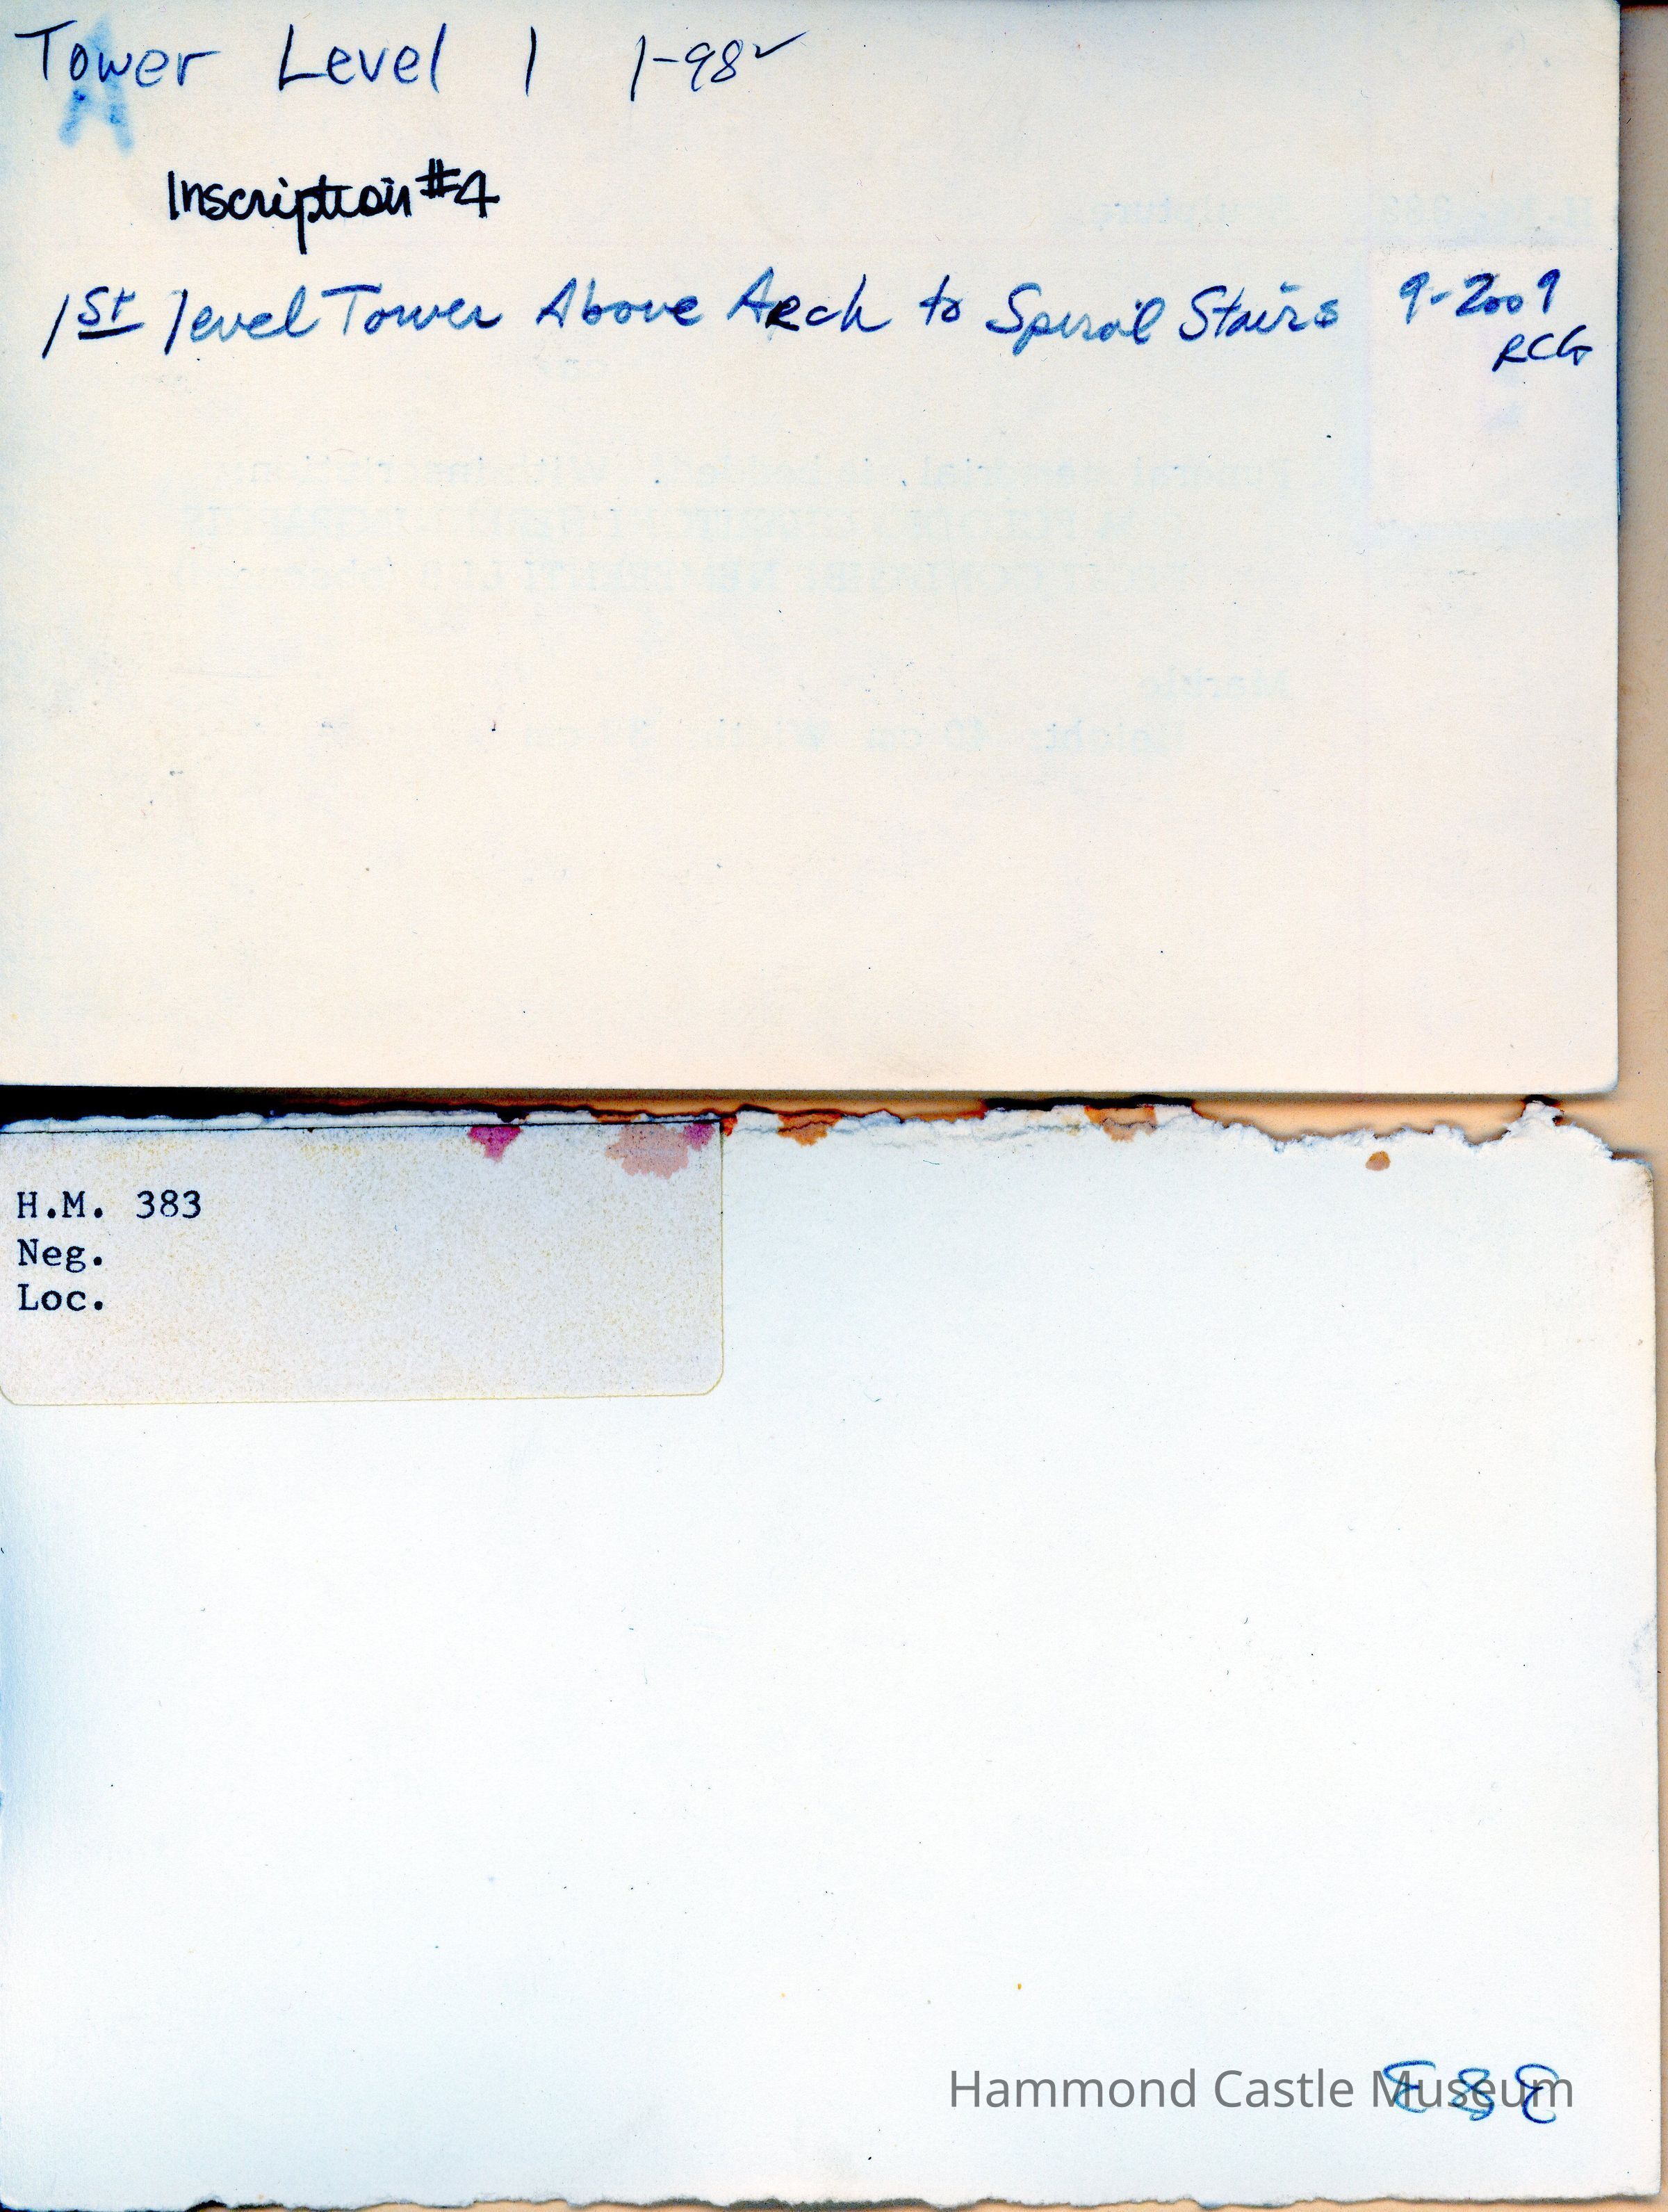 Tower Level 1 1-98✓
A
Inscription #4
1st level Tower Above Arch to Spiral Stairs 9-2009
RCG
H.M. 383
Neg.
Loc.
Hammond Castle Museum
383